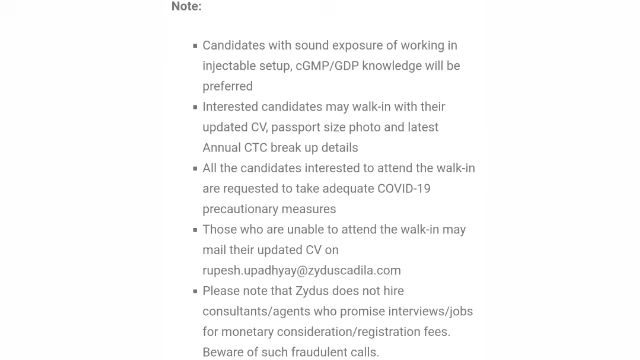 Note:
▪ Candidates with sound exposure of working in
injectable setup, cGMP/GDP knowledge will be
preferred
▪ Interested candidates may walk-in with their
updated CV, passport size photo and latest
Annual CTC break up details
▪ All the candidates interested to attend the walk-in
are requested to take adequate COVID-19
precautionary measures
▪ Those who are unable to attend the walk-in may
mail their updated CV on
rupesh.upadhyay@zyduscadila.com
▪ Please note that Zydus does not hire
consultants/agents who promise interviews/jobs
for monetary consideration/registration fees.
Beware of such fraudulent calls.